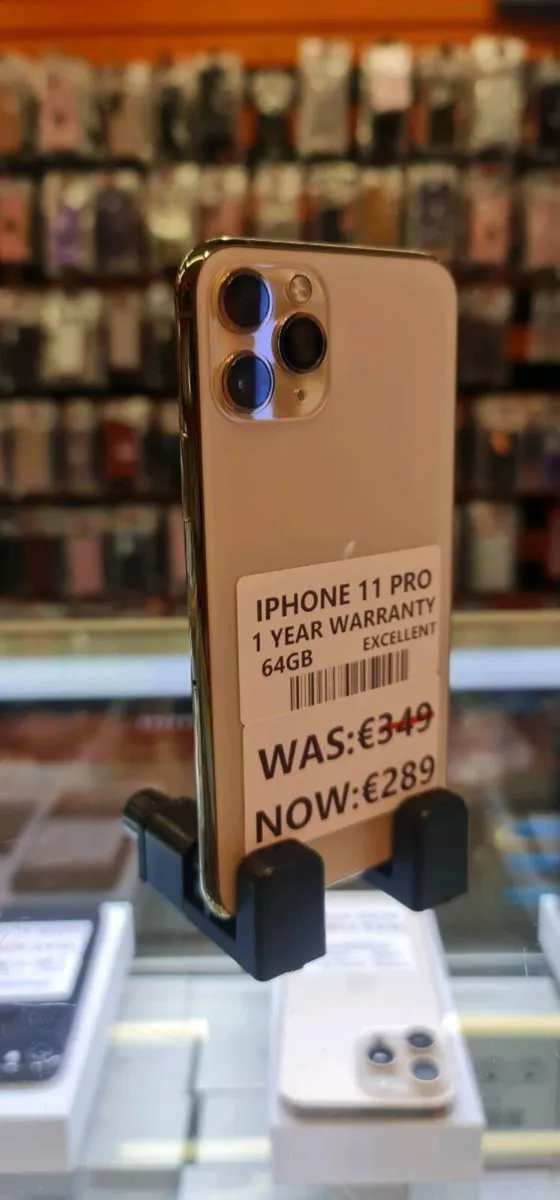 IPHONE 11 PRO
1 YEAR WARRANTY
64GB EXCELLENT
WAS:€349
NOW:€289